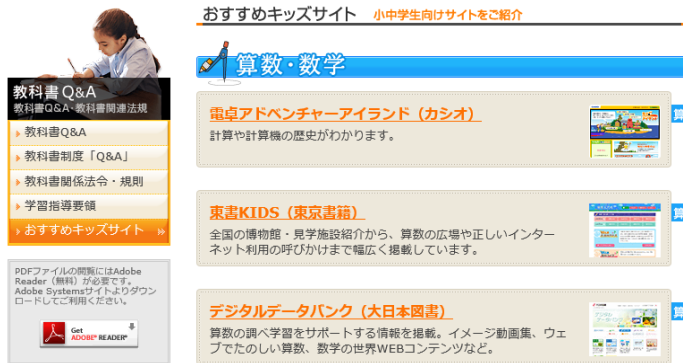 おすすめキッズサイト 小中学生向けサイトをご紹介
教科書Q&A
教科書Q&A・教科書関連法規
教科書Q&A
教科書制度「Q&A」
教科書関係法令・規則
学習指導要領
おすすめキッズサイト
PDFファイルの閲覧にはAdobe
Reader（無料）が必要です。
Adobe Systemsサイトよりダウン
ロードしてご利用ください。
Get
ADOBE® READER®
算数・数学
電卓アドベンチャーアイランド（カシオ）
計算や計算機の歴史がわかります。
算
東書KIDS（東京書籍）
全国の博物館・見学施設紹介から、算数の広場や正しいインター
ネット利用の呼びかけまで幅広く掲載しています。
算
デジタルデータバンク（大日本図書）
算数の調べ学習をサポートする情報を掲載。イメージ動画集、ウェ
ブでたのしい算数、数学の世界WEBコンテンツなど。
算